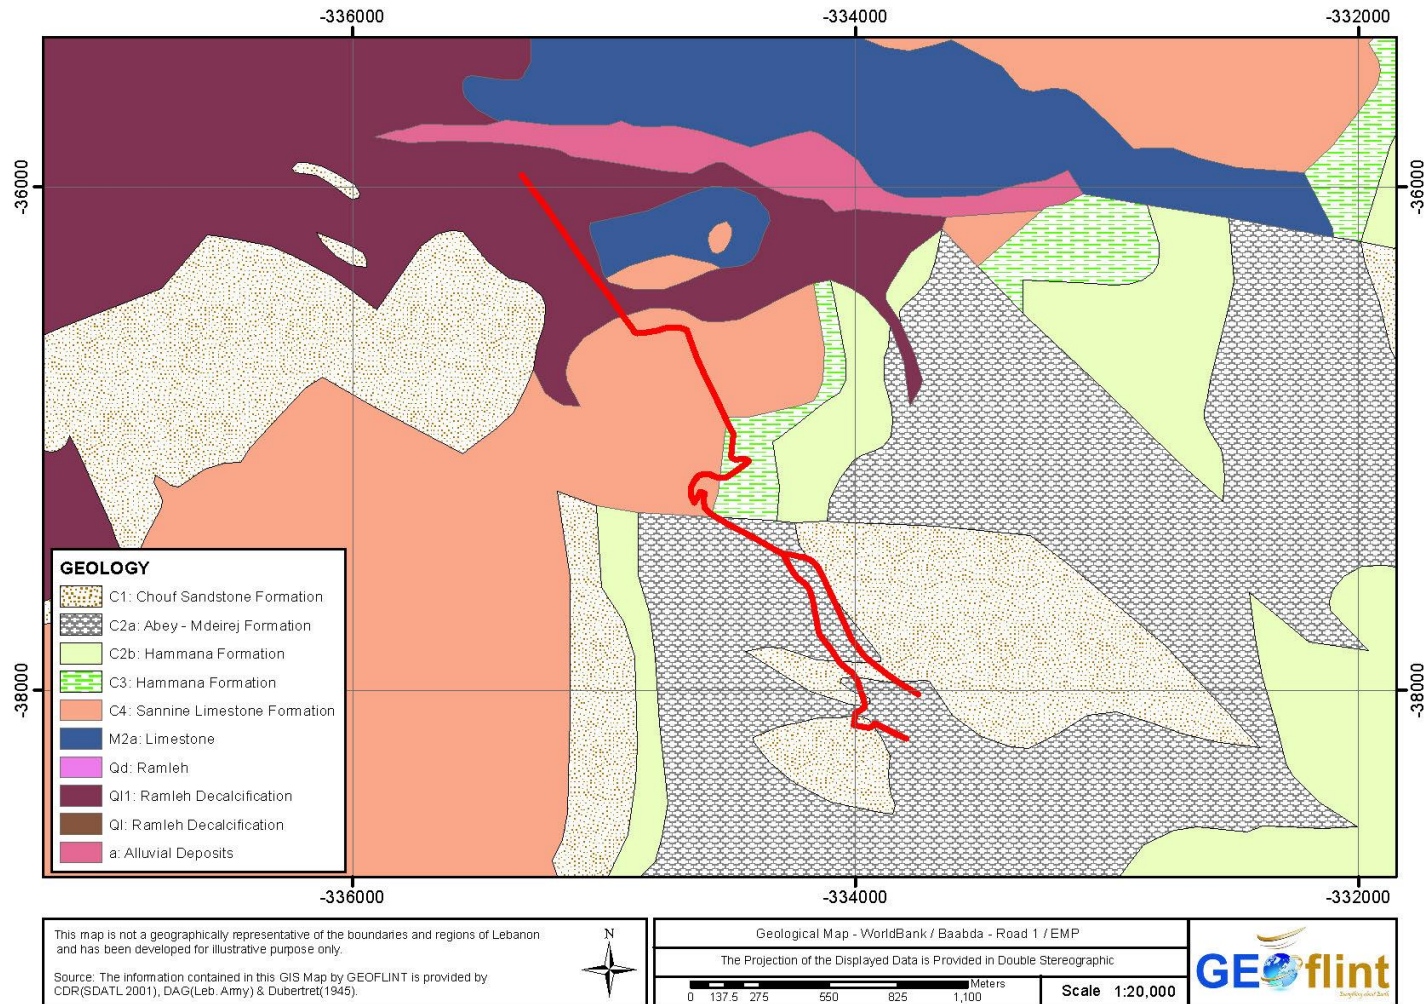 -336000
-334000
-332000
-36000
-36000
-38000
-38000
GEOLOGY
C1: Chouf Sandstone Formation
C2a: Abey - Mdeirej Formation
C2b: Hammana Formation
C3: Hammana Formation
C4: Sannine Limestone Formation
M2a: Limestone
Qd: Ramleh
Ql1: Ramleh Decalcification
Ql: Ramleh Decalcification
a: Alluvial Deposits
-336000
-334000
-332000
This map is not a geographically representative of the boundaries and regions of Lebanon
and has been developed for illustrative purpose only.
Source: The information contained in this GIS Map by GEOFLINT is provided by
CDR(SDATL 2001), DAG(Leb. Army) & Dubertret(1945).
N
Geological Map - WorldBank / Baabda - Road 1 / EMP
The Projection of the Displayed Data is Provided in Double Stereographic
Meters
0 137.5 275 550 825 1,100
Scale 1:20,000
GEOflint
Everything about Earth